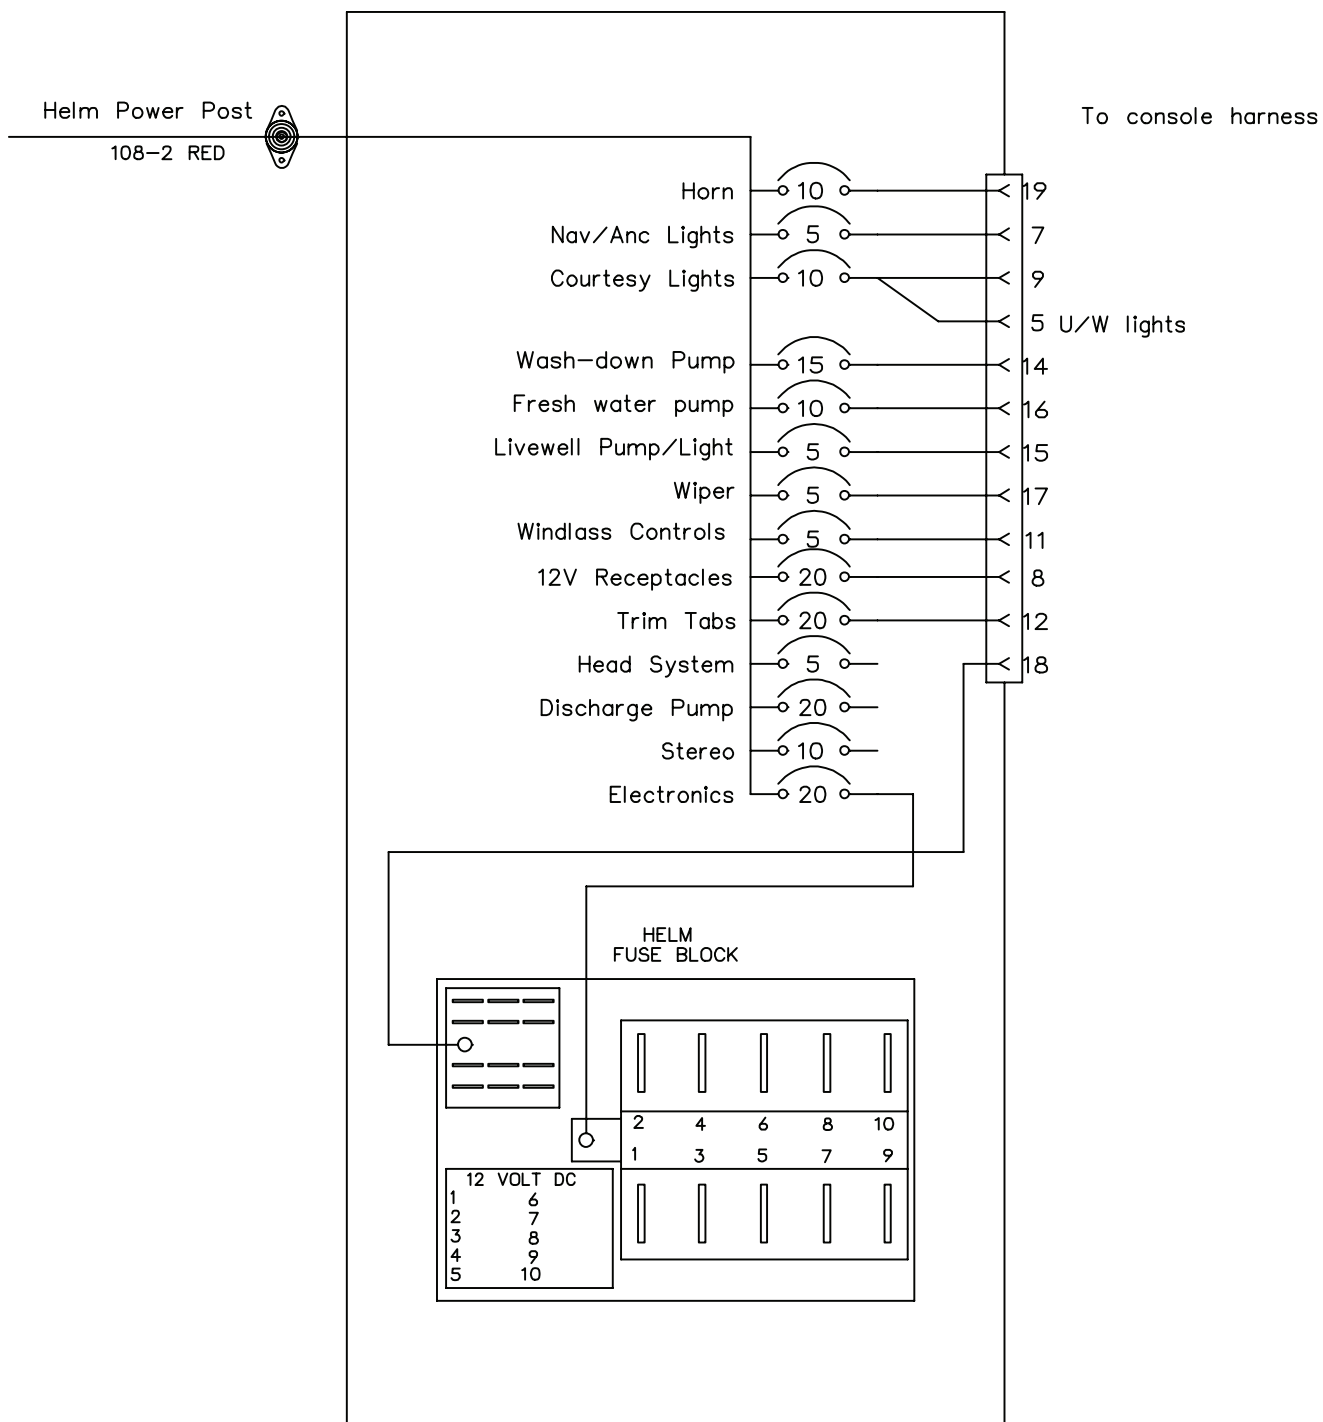 Helm Power Post
108-2 RED
To console harness
Horn 10 19
Nav/Anc Lights 5 7
Courtesy Lights 10 9
5 U/W lights
Wash-down Pump 15 14
Fresh water pump 10 16
Livewell Pump/Light 5 15
Wiper 5 17
Windlass Controls 5 11
12V Receptacles 20 8
Trim Tabs 20 12
Head System 5 18
Discharge Pump 20
Stereo 10
Electronics 20
HELM
FUSE BLOCK
2 4 6 8 10
1 3 5 7 9
12 VOLT DC
1 6
2 7
3 8
4 9
5 10